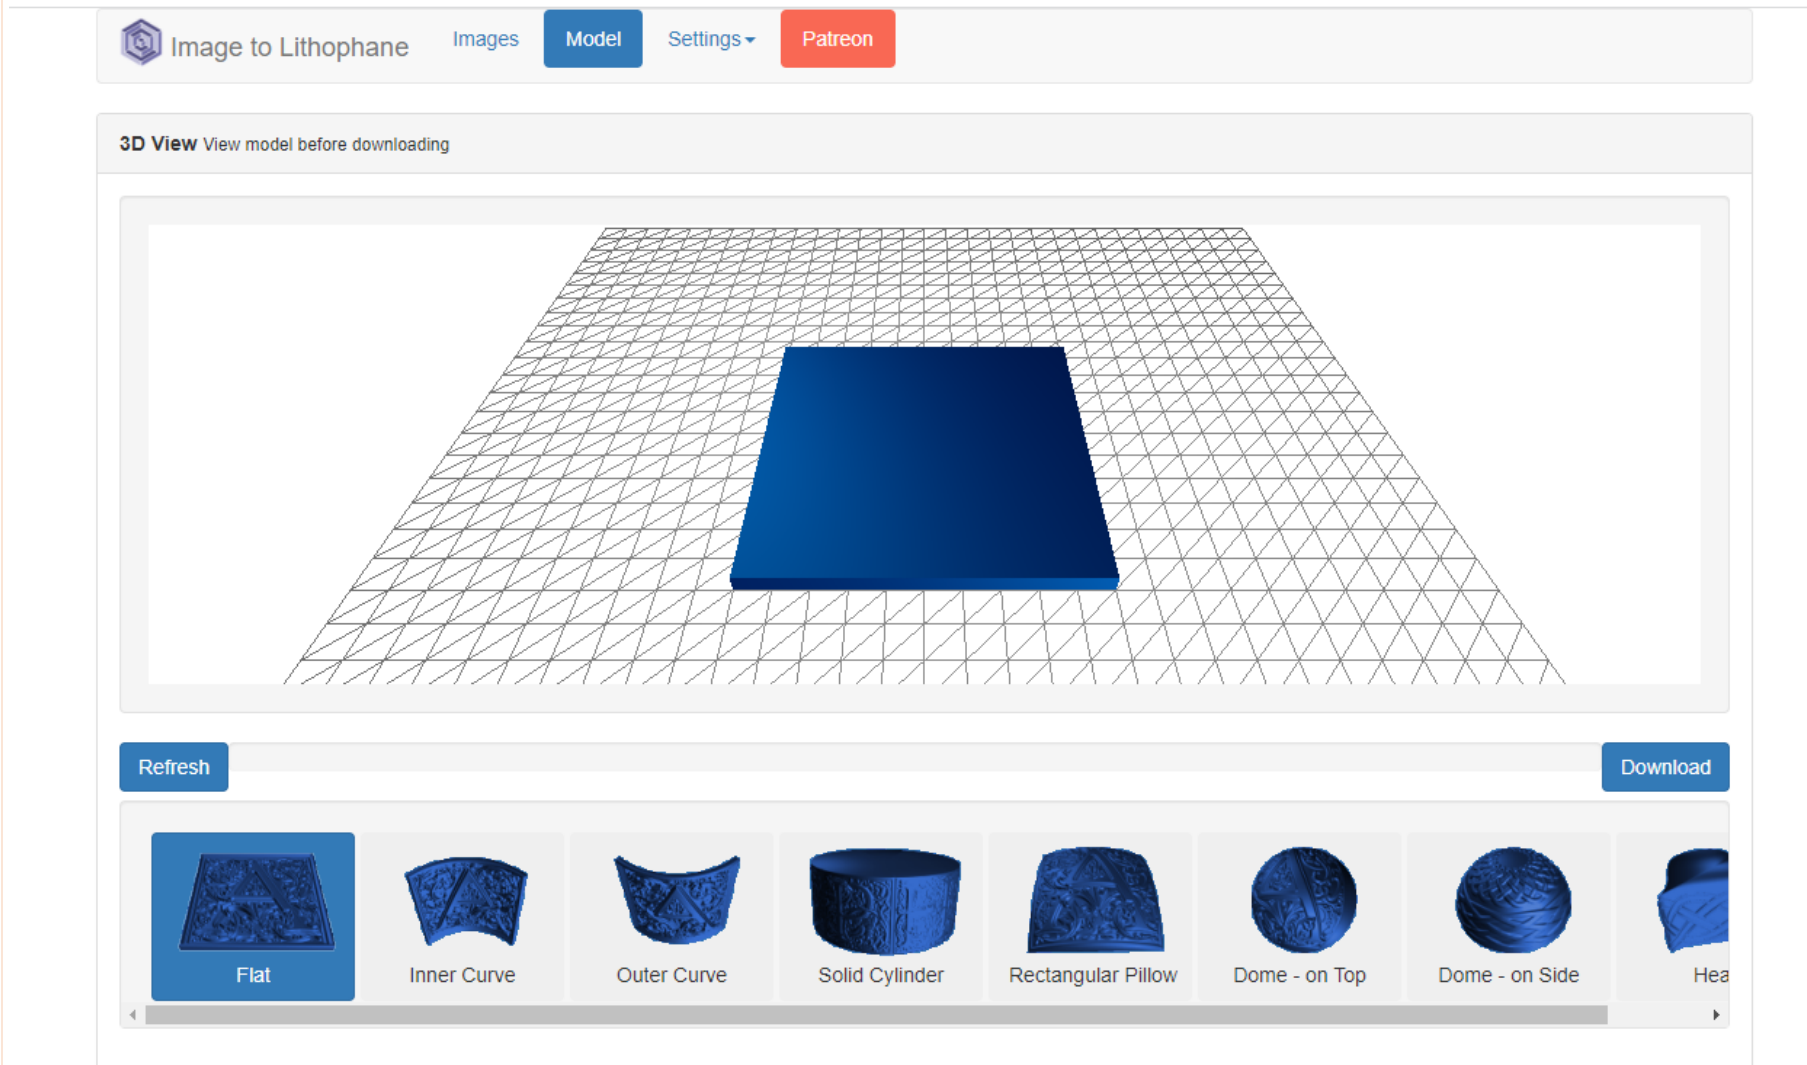 Image to Lithophane Images Model Settings Patreon
3D View View model before downloading
Refresh Download
Flat Inner Curve Outer Curve Solid Cylinder Rectangular Pillow Dome - on Top Dome - on Side Hea